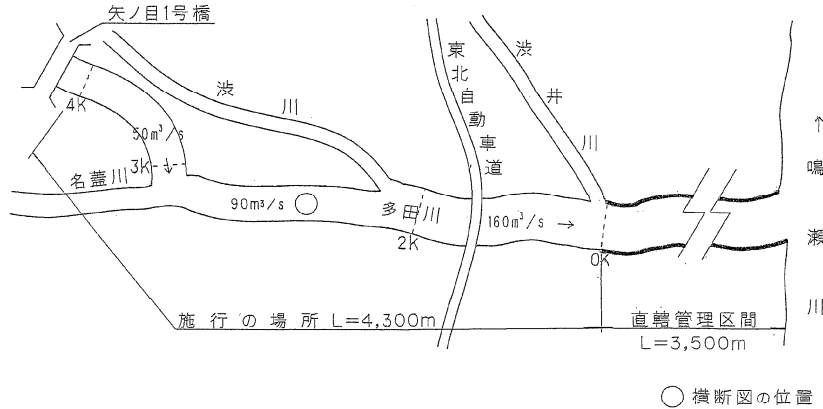 矢ノ目1号橋
渋川
東北自動車道
渋井川
4K
50m³/s
3K
名蓋川
90m³/s
多田川
2K
160m³/s →
0K
↑
鳴瀬川
施行の場所 L=4,300m
直轄管理区間
L=3,500m
○横断図の位置